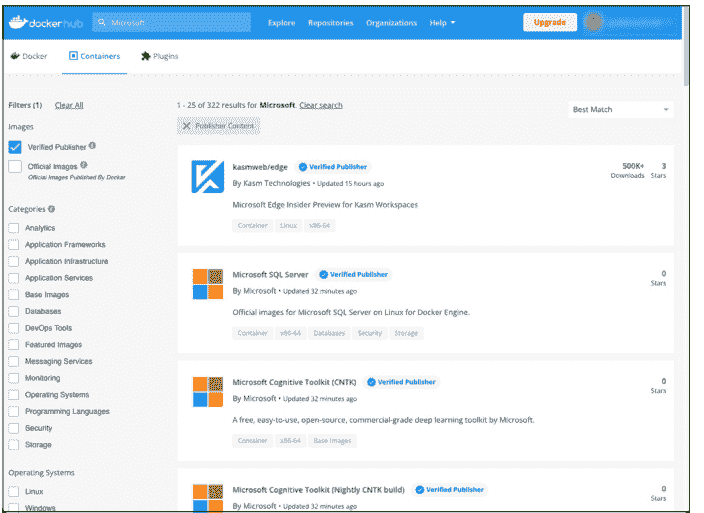 dockerhub
Microsoft
Explore Repositories Organizations Help
Upgrade
Docker Containers Plugins
Filters (1) Clear All
1 - 25 of 322 results for Microsoft. Clear search
Best Match
Publisher Content
Images
Verified Publisher
Official Images
Official Images Published By Docker
Categories
Analytics
Application Frameworks
Application Infrastructure
Application Services
Base Images
Databases
DevOps Tools
Featured Images
Messaging Services
Monitoring
Operating Systems
Programming Languages
Security
Storage
Operating Systems
Linux
Windows
kasmweb/edge Verified Publisher
500K+ 3
Downloads Stars
By Kasm Technologies • Updated 15 hours ago
Microsoft Edge Insider Preview for Kasm Workspaces
Container Linux x86-64
Microsoft SQL Server Verified Publisher
0
Stars
By Microsoft • Updated 32 minutes ago
Official images for Microsoft SQL Server on Linux for Docker Engine.
Container x86-64 Databases Security Storage
Microsoft Cognitive Toolkit (CNTK) Verified Publisher
0
Stars
By Microsoft • Updated 32 minutes ago
A free, easy-to-use, open-source, commercial-grade deep learning toolkit by Microsoft.
Container x86-64 Base Images
Microsoft Cognitive Toolkit (Nightly CNTK build) Verified Publisher
0
Stars
By Microsoft • Updated 32 minutes ago